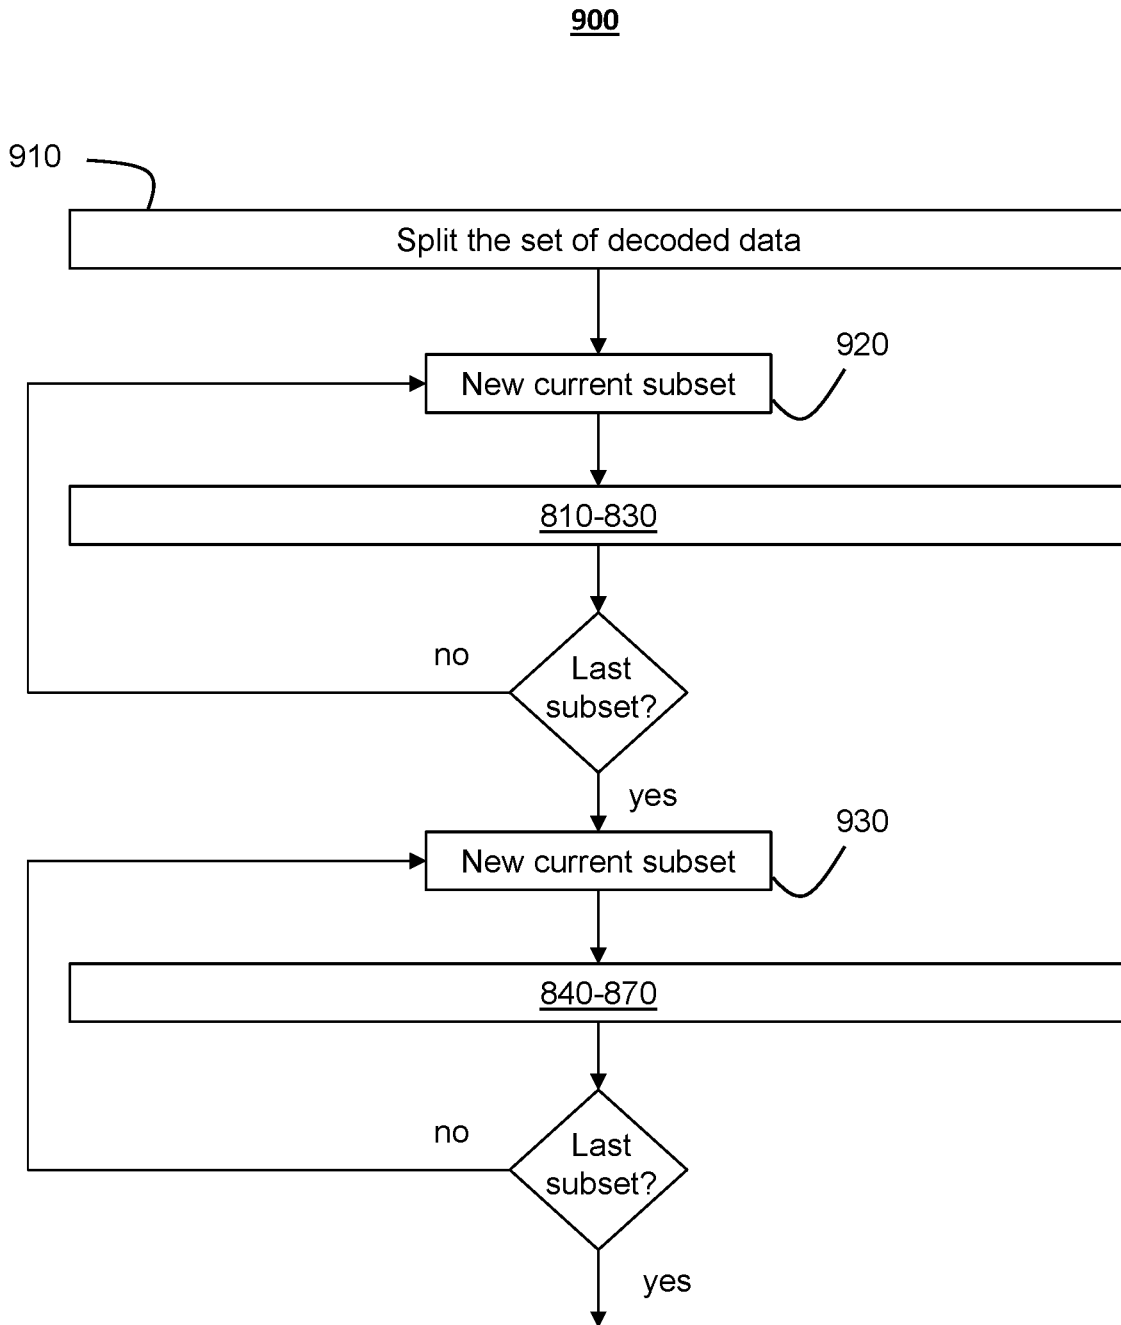 900
910
Split the set of decoded data
920
New current subset
810-830
no
Last
subset?
yes
930
New current subset
840-870
no
Last
subset?
yes